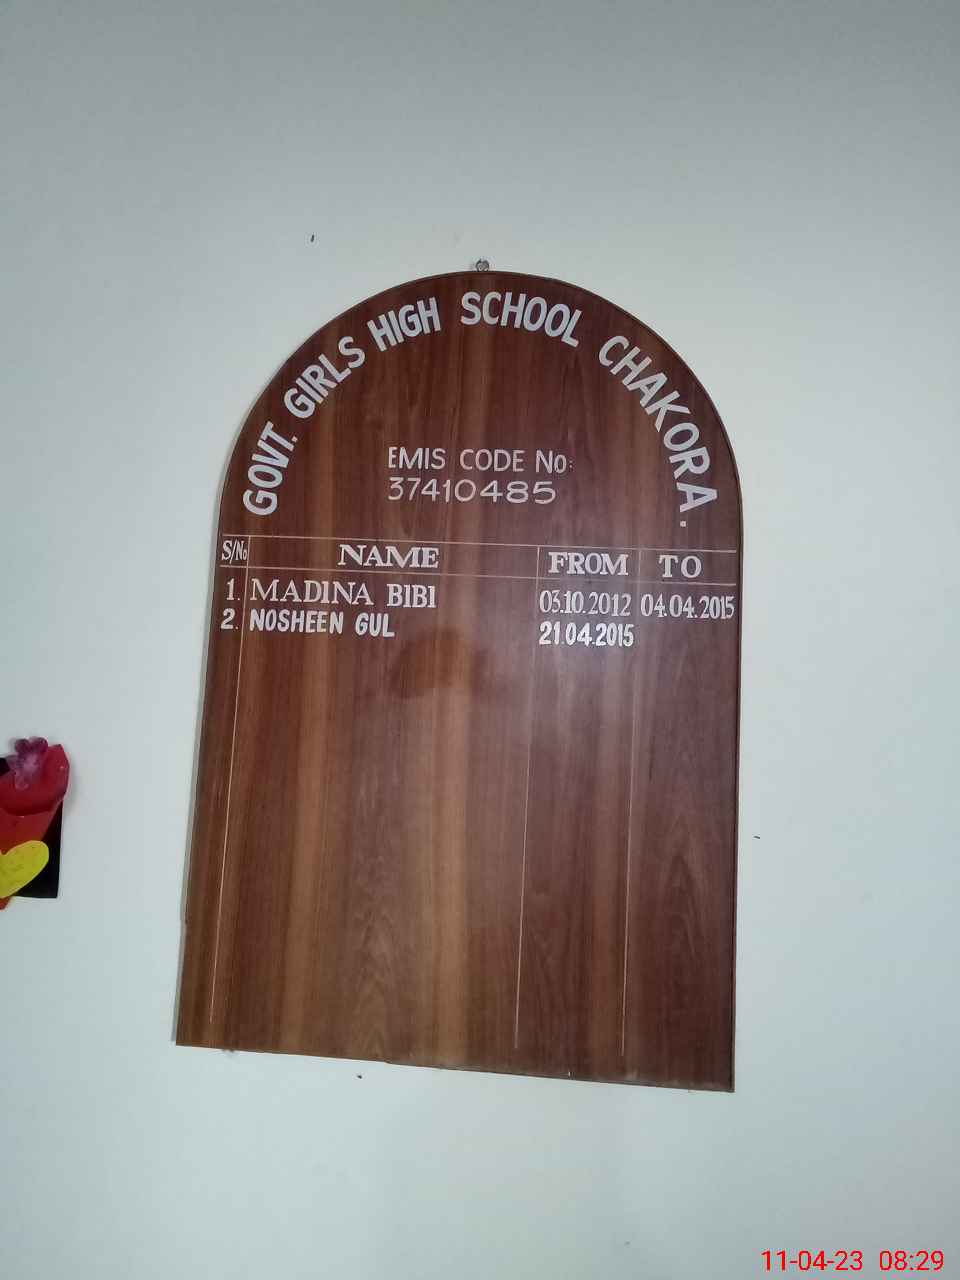 GOVT. GIRLS HIGH SCHOOL CHAKORA.
EMIS CODE No:
37410485
S/No NAME FROM TO
1. MADINA BIBI 03.10.2012 04.04.2015
2. NOSHEEN GUL 21.04.2015
11-04-23 08:29